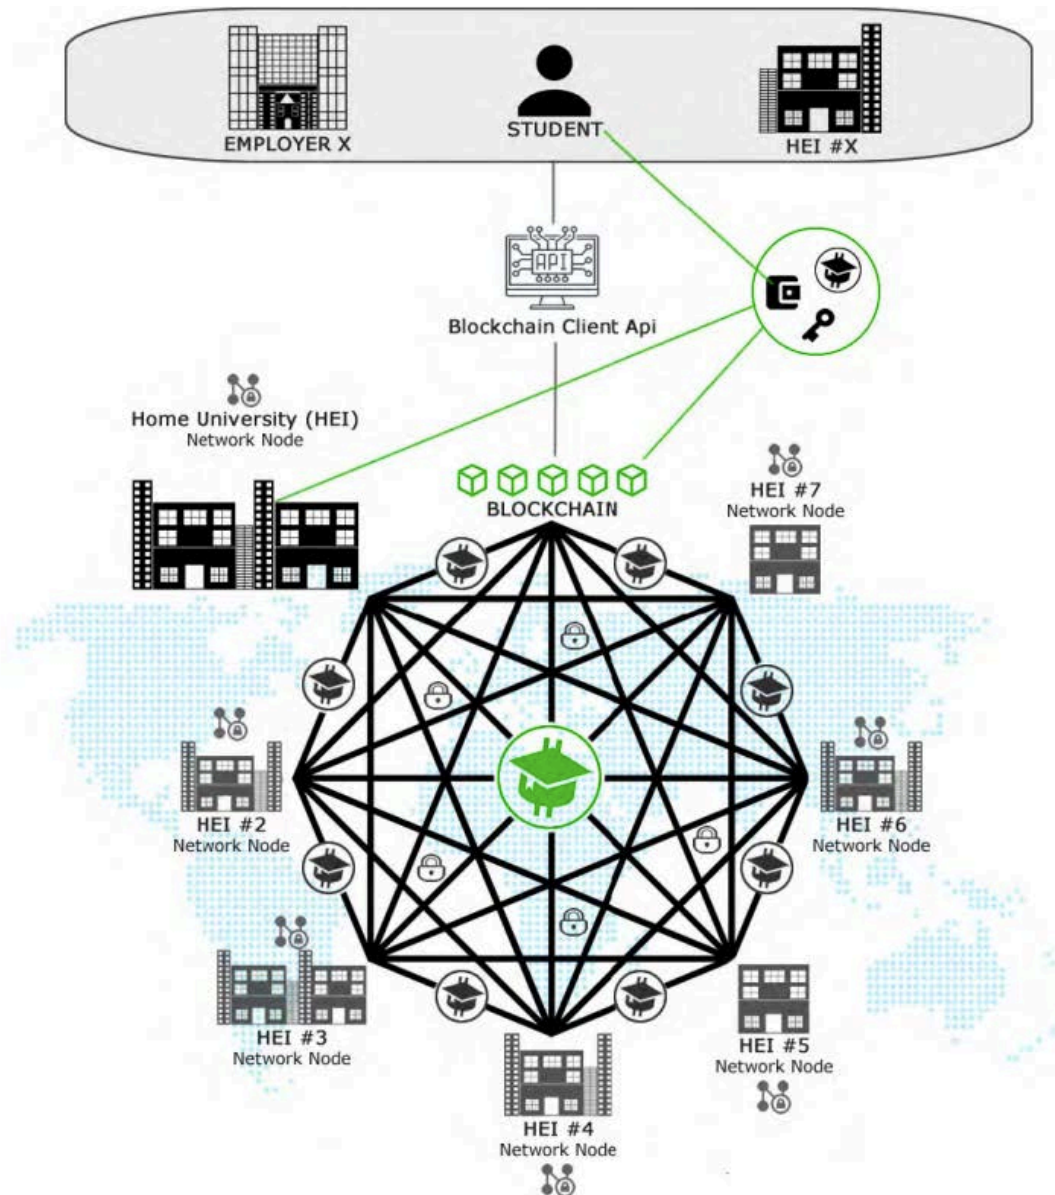 EMPLOYER X
STUDENT
HEI #X
API
Blockchain Client Api
Home University (HEI)
Network Node
HEI #7
Network Node
BLOCKCHAIN
HEI #2
Network Node
HEI #6
Network Node
HEI #3
Network Node
HEI #5
Network Node
HEI #4
Network Node